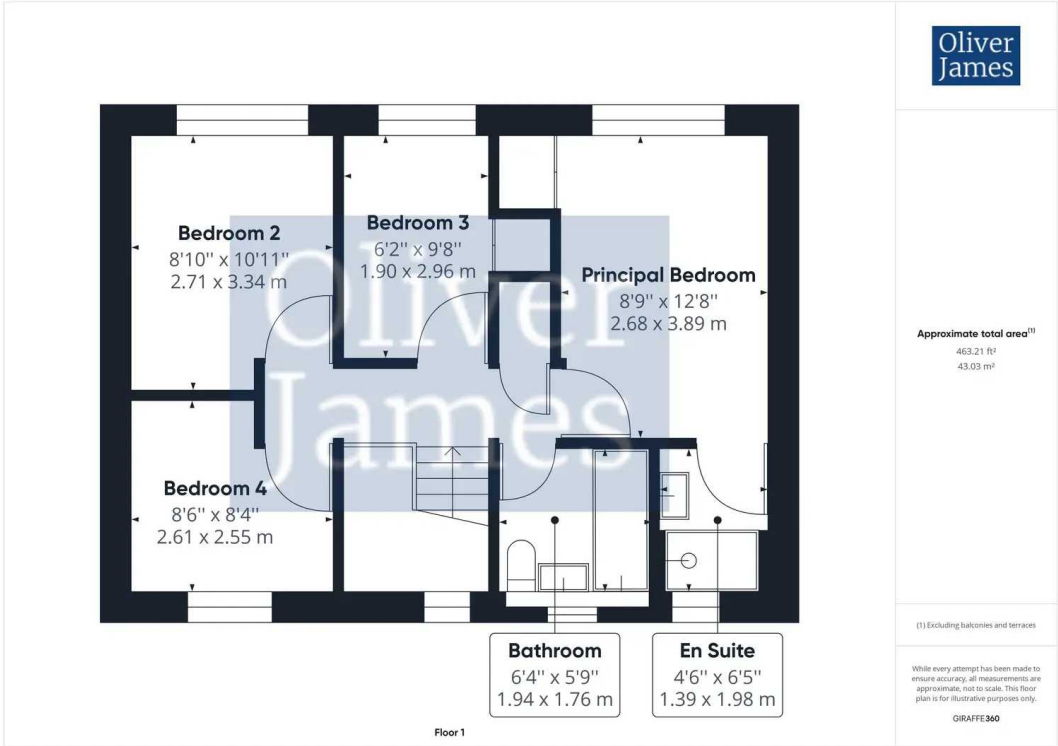 Oliver
James
Bedroom 2
8'10'' x 10'11''
2.71 x 3.34 m
Bedroom 3
6'2'' x 9'8''
1.90 x 2.96 m
Principal Bedroom
8'9'' x 12'8''
2.68 x 3.89 m
Oliver
James
Bedroom 4
8'6'' x 8'4''
2.61 x 2.55 m
Bathroom
6'4'' x 5'9''
1.94 x 1.76 m
En Suite
4'6'' x 6'5''
1.39 x 1.98 m
Floor 1
Approximate total area(1)
463.21 ft²
43.03 m²
(1) Excluding balconies and terraces
While every attempt has been made to
ensure accuracy, all measurements are
approximate, not to scale. This floor
plan is for illustrative purposes only.
GIRAFFE360